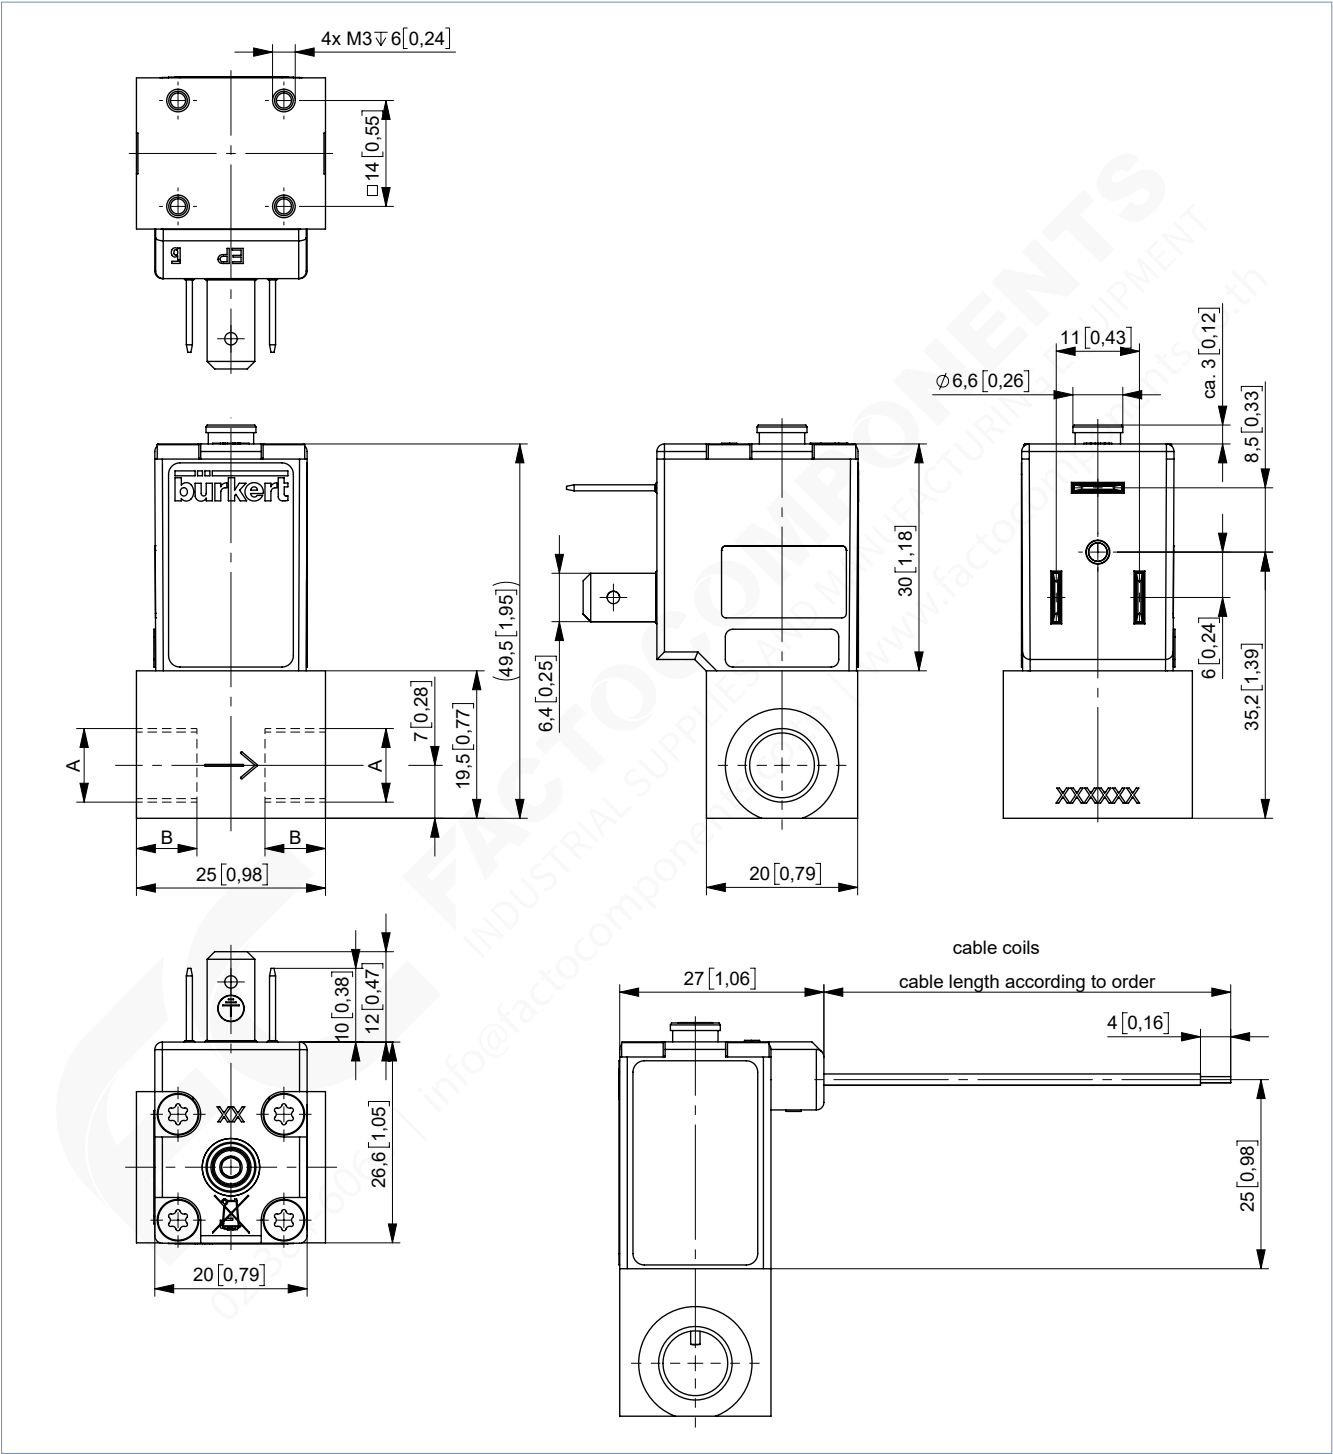 4x M3↧6[0,24]
□14[0,55]
11[0,43]
ca. 3[0,12]
⌀6,6[0,26]
8,5[0,33]
bürkert
(49,5[1,95])
30[1,18]
6,4[0,25]
6[0,24]
35,2[1,39]
7[0,28]
19,5[0,77]
A
A
XXXXXX
B
B
25[0,98]
20[0,79]
cable coils
27[1,06]
cable length according to order
10[0,38]
12[0,47]
4[0,16]
XX
26,6[1,05]
25[0,98]
20[0,79]
FACTOCOMPONENTS
INDUSTRIAL SUPPLIES AND MANUFACTURING EQUIPMENT
info@factocomponents.co.th | www.factocomponents.co.th